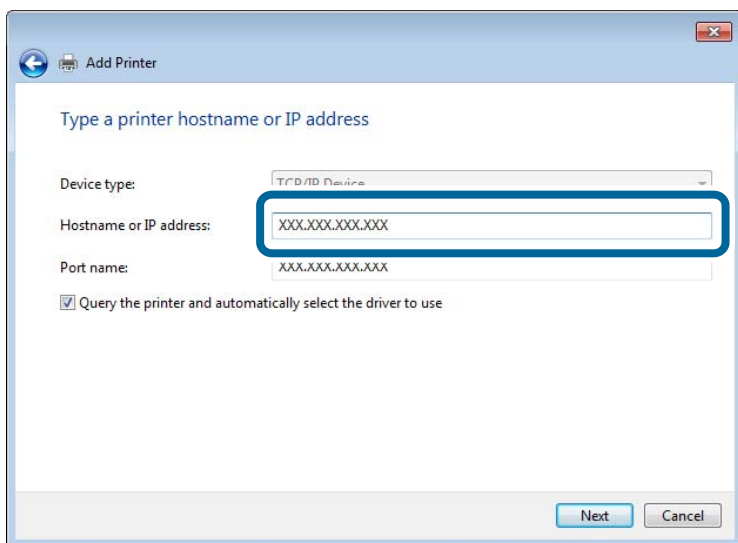 Add Printer
Type a printer hostname or IP address
Device type: TCP/IP Device
Hostname or IP address: XXX.XXX.XXX.XXX
Port name: XXX.XXX.XXX.XXX
Query the printer and automatically select the driver to use
Next Cancel